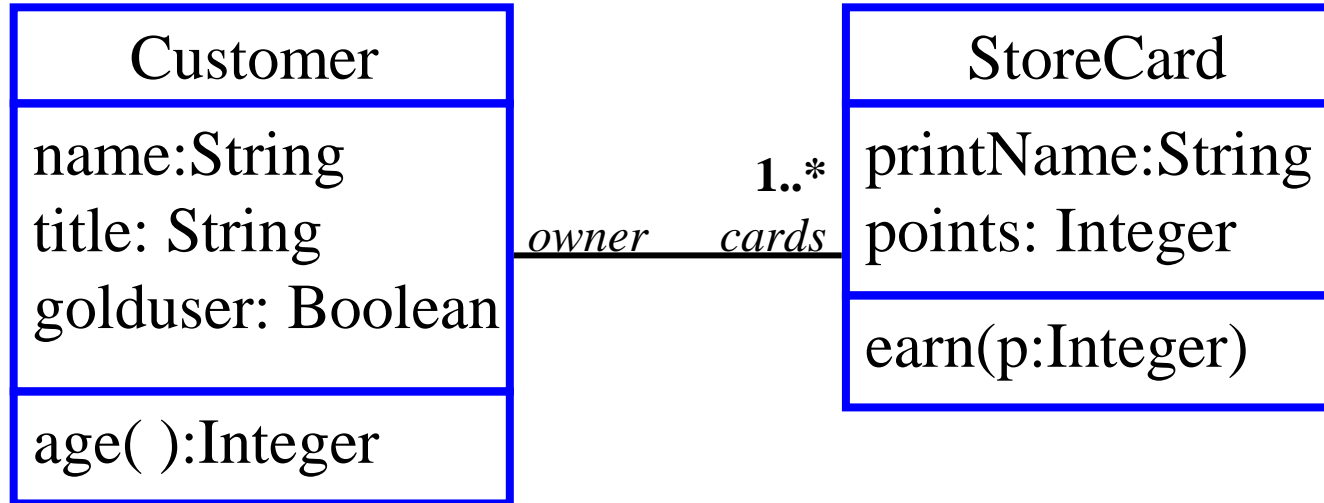 Customer
name:String
title: String
golduser: Boolean
age( ):Integer
owner
1..*
cards
StoreCard
printName:String
points: Integer
earn(p:Integer)